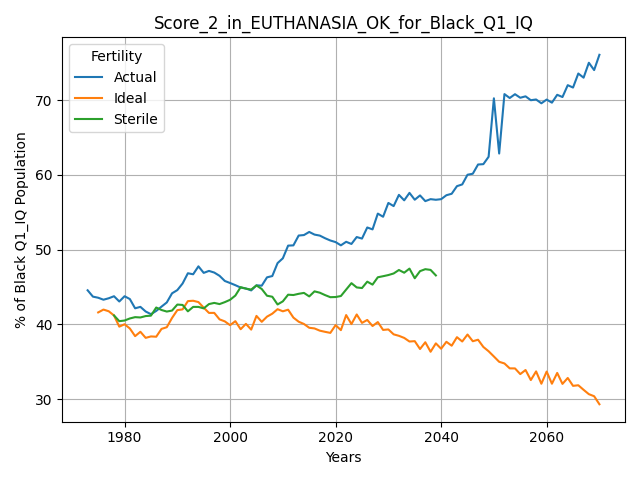 Score_2_in_EUTHANASIA_OK_for_Black_Q1_IQ
Fertility
Actual
Ideal
Sterile
% of Black Q1_IQ Population
70
60
50
40
30
1980
2000
2020
2040
2060
Years